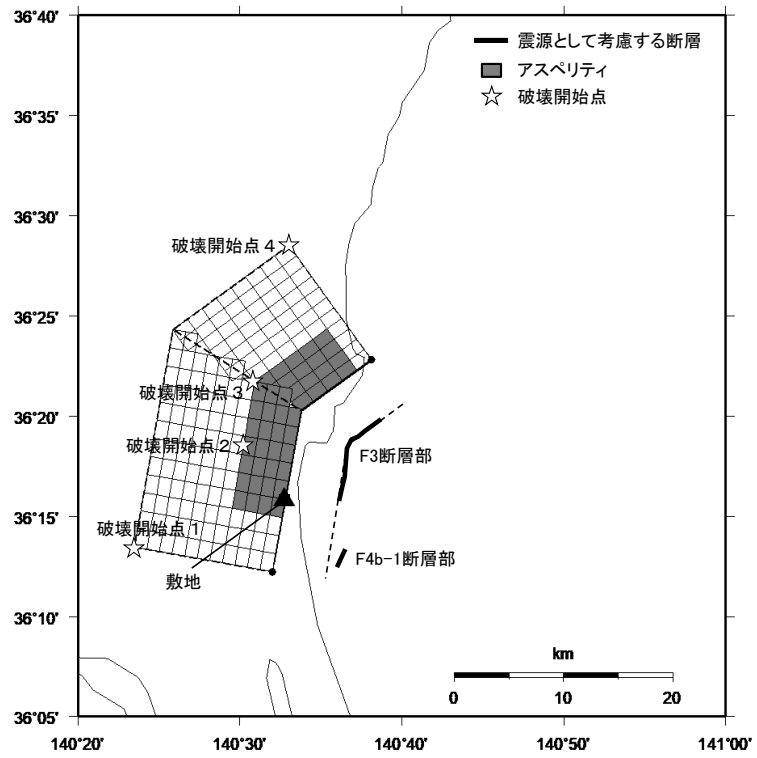 36°40'
36°35'
36°30'
36°25'
36°20'
36°15'
36°10'
36°05'
震源として考慮する断層
アスペリティ
破壊開始点
破壊開始点4
破壊開始点3
破壊開始点2
破壊開始点1
敷地
F3断層部
F4b-1断層部
km
0 10 20
140°20' 140°30' 140°40' 140°50' 141°00'